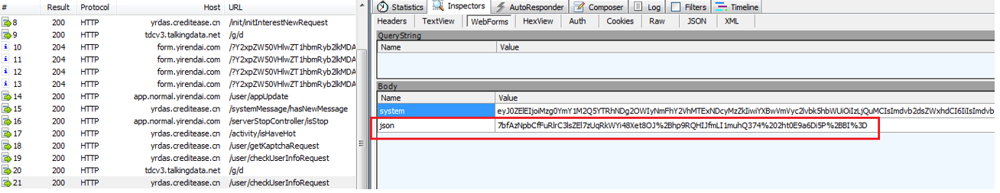 # Result Protocol Host URL
8 200 HTTP yrdas.creditease.cn /init/initInterestNewRequest
9 200 HTTP tdcv3.talkingdata.net /g/d
10 204 HTTP form.yirendai.com /?Y2xpZW50VHlwZT1hbmRyb2lkMDA
11 204 HTTP form.yirendai.com /?Y2xpZW50VHlwZT1hbmRyb2lkMDA
12 204 HTTP form.yirendai.com /?Y2xpZW50VHlwZT1hbmRyb2lkMDA
13 204 HTTP form.yirendai.com /?Y2xpZW50VHlwZT1hbmRyb2lkMDA
14 200 HTTP app.normal.yirendai.com /user/appUpdate
15 200 HTTP yrdas.creditease.cn /systemMessage/hasNewMessage
16 200 HTTP app.normal.yirendai.com /serverStopController/isStop
17 200 HTTP yrdas.creditease.cn /activity/isHaveHot
18 200 HTTP yrdas.creditease.cn /user/getKaptchaRequest
19 200 HTTP yrdas.creditease.cn /user/checkUserInfoRequest
20 200 HTTP tdcv3.talkingdata.net /g/d
21 200 HTTP yrdas.creditease.cn /user/checkUserInfoRequest
Statistics Inspectors AutoResponder Composer Log Filters Timeline
Headers TextView WebForms HexView Auth Cookies Raw JSON XML
QueryString
Name Value
Body
Name Value
system eyJ0ZElEIjoiMzg0YmY1M2Q5YTRhNDg2OWIyNmFhY2VhMTExNDcyMzZkIiwiYXBwVmVyc2lvbk5hbWUiOiIzLjQuMCIsImdvb2dsZWxhdCI6IiIsImdvb
json 7bfAzNpbCfFuRlrC3lsZEl7zUqRkWYi48Xet8OJ%2Bhp9RQHIJfmLI1muhQ374%202ht0E9a6Di5P%2BBI%3D